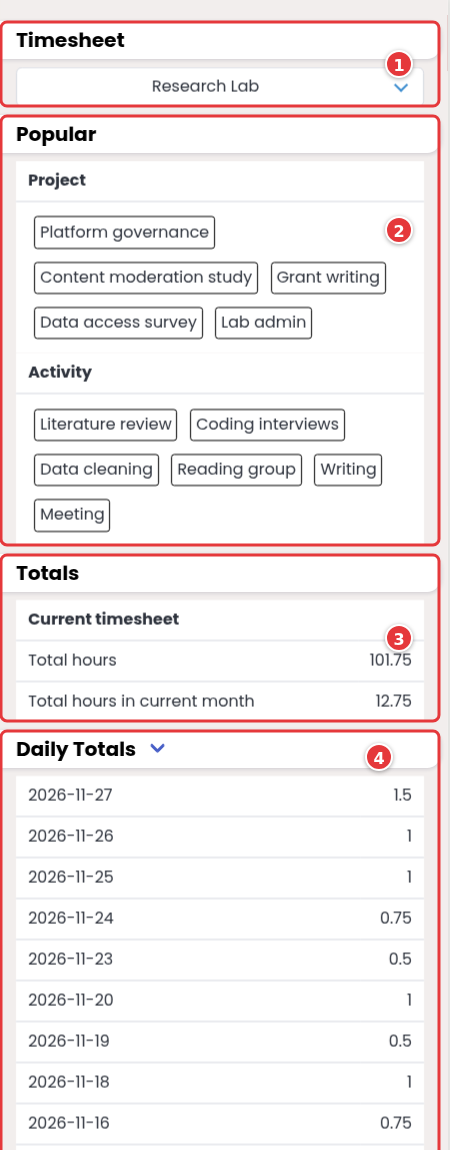 Timesheet
1
Research Lab
Popular
Project
Platform governance
2
Content moderation study Grant writing
Data access survey Lab admin
Activity
Literature review Coding interviews
Data cleaning Reading group Writing
Meeting
Totals
Current timesheet
3
Total hours 101.75
Total hours in current month 12.75
Daily Totals
4
2026-11-27 1.5
2026-11-26 1
2026-11-25 1
2026-11-24 0.75
2026-11-23 0.5
2026-11-20 1
2026-11-19 0.5
2026-11-18 1
2026-11-16 0.75